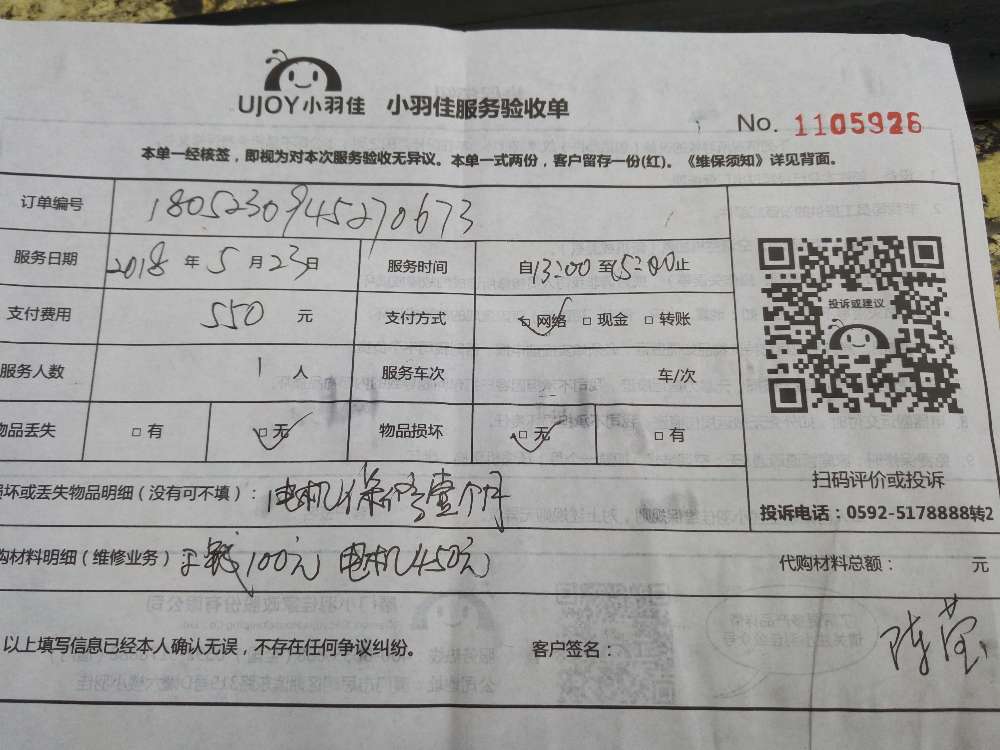 UJOY小羽佳 小羽佳服务验收单
No. 1105926
本单一经核签，即视为对本次服务验收无异议。本单一式两份，客户留存一份(红)。《维保须知》详见背面。
订单编号 1805230945270673
服务日期 2018 年 5 月 23 日 服务时间 自13:00至15:00止
支付费用 550 元 支付方式 □网络 □现金 □转账
服务人数 1 人 服务车次 车/次
物品丢失 □有 □无 物品损坏 □无 □有
投诉或建议
扫码评价或投诉
投诉电话：0592-5178888转2
损坏或丢失物品明细（没有可不填）：电机保修壹个月
购材料明细（维修业务） 工钱100元 电机450元 代购材料总额： 元
以上填写信息已经本人确认无误，不存在任何争议纠纷。 客户签名： 陈莹